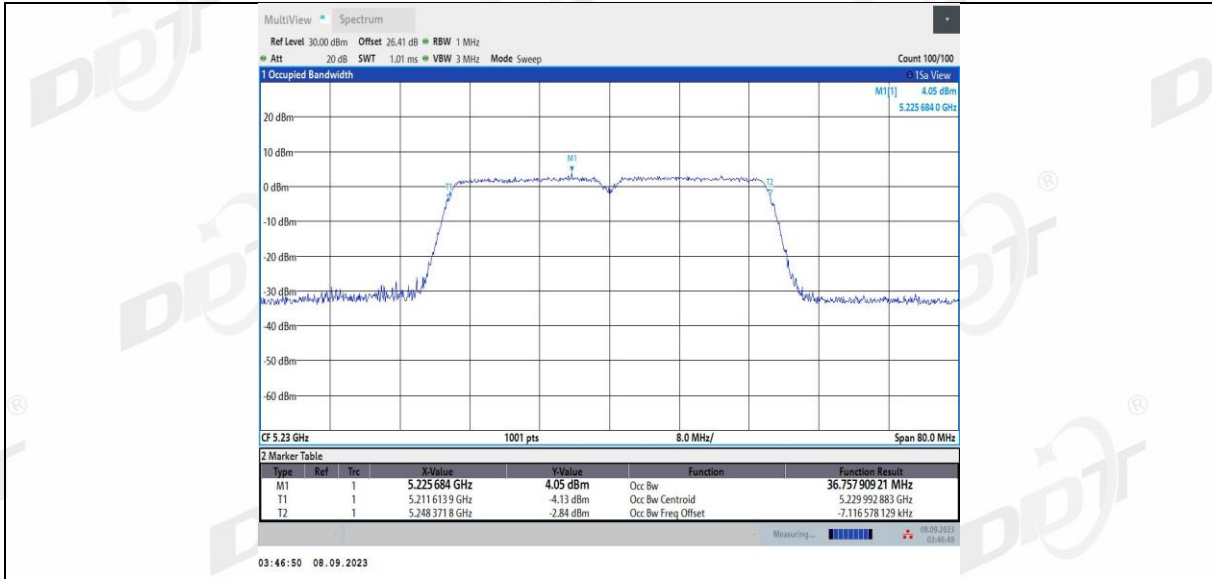 MultiView Spectrum
Ref Level 30.00 dBm Offset 26.41 dB RBW 1 MHz
Att 20 dB SWT 1.01 ms VBW 3 MHz Mode Sweep Count 100/100
1 Occupied Bandwidth 1Sa View
M1[1] 4.05 dBm
5.225 684 0 GHz
20 dBm
10 dBm
M1
0 dBm T1 T2
-10 dBm
-20 dBm
-30 dBm
-40 dBm
-50 dBm
-60 dBm
CF 5.23 GHz 1001 pts 8.0 MHz/ Span 80.0 MHz
2 Marker Table
Type Ref Trc X-Value Y-Value Function Function Result
M1 1 5.225 684 GHz 4.05 dBm Occ Bw 36.757 909 21 MHz
T1 1 5.211 613 9 GHz -4.13 dBm Occ Bw Centroid 5.229 992 883 GHz
T2 1 5.248 371 8 GHz -2.84 dBm Occ Bw Freq Offset -7.116 578 129 kHz
Measuring... 08.09.2023
03:46:49
03:46:50 08.09.2023
DDT ®